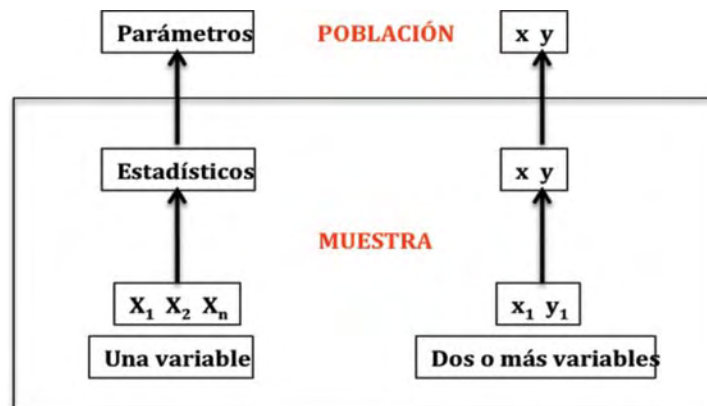 Parámetros POBLACIÓN x y
Estadísticos x y
MUESTRA
X₁ X₂ Xₙ x₁ y₁
Una variable Dos o más variables